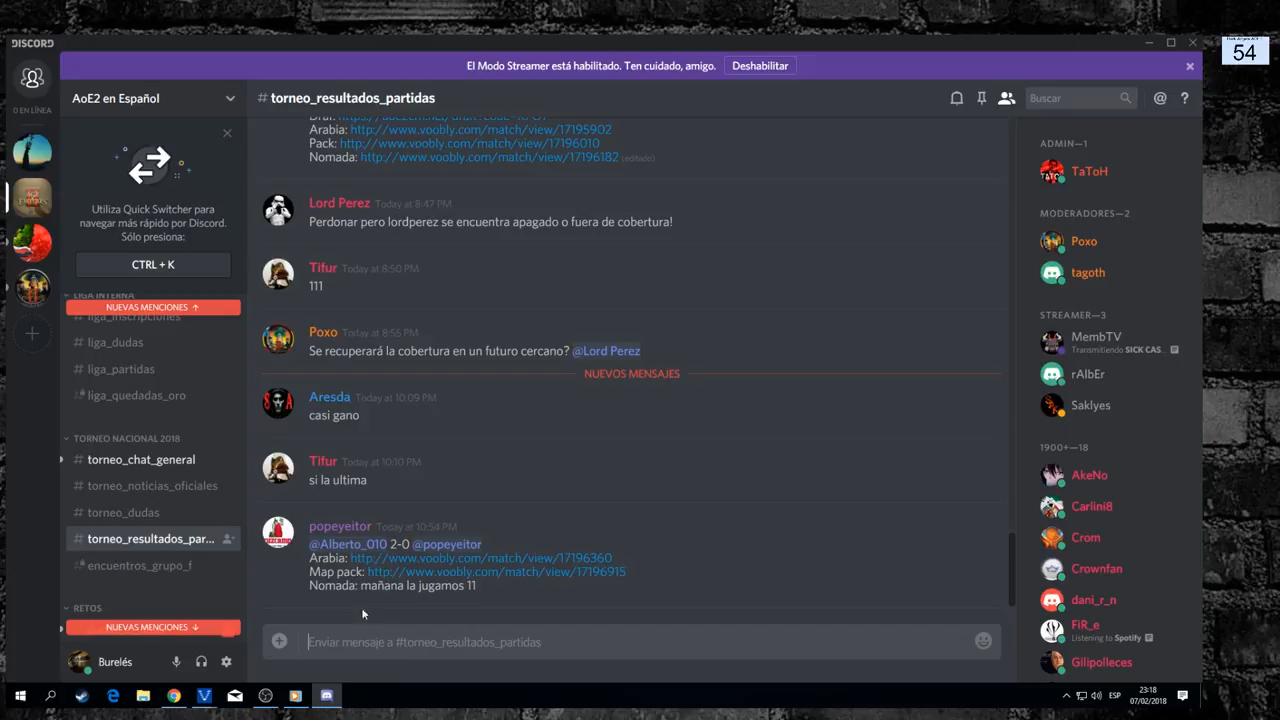 DISCORD
54
El Modo Streamer está habilitado. Ten cuidado, amigo.
Deshabilitar
0 EN LÍNEA
AoE2 en Español
# torneo_resultados_partidas
Buscar
Utiliza Quick Switcher para
navegar más rápido por Discord.
Sólo presiona:
CTRL + K
NUEVAS MENCIONES ↑
# liga_inscripciones
# liga_dudas
# liga_partidas
liga_quedadas_oro
TORNEO NACIONAL 2018
# torneo_chat_general
# torneo_noticias_oficiales
# torneo_dudas
# torneo_resultados_par...
encuentros_grupo_f
RETOS
NUEVAS MENCIONES ↓
Burelés
Arabia: http://www.voobly.com/match/view/17195902
Pack: http://www.voobly.com/match/view/17196010
Nomada: http://www.voobly.com/match/view/17196182 (editado)
Lord Perez Today at 8:47 PM
Perdonar pero lordperez se encuentra apagado o fuera de cobertura!
Tifur Today at 8:50 PM
111
Poxo Today at 8:55 PM
Se recuperará la cobertura en un futuro cercano? @Lord Perez
NUEVOS MENSAJES
Aresda Today at 10:09 PM
casi gano
Tifur Today at 10:10 PM
si la ultima
popeyeitor Today at 10:54 PM
@Alberto_010 2-0 @popeyeitor
Arabia: http://www.voobly.com/match/view/17196360
Map pack: http://www.voobly.com/match/view/17196915
Nomada: mañana la jugamos 11
Enviar mensaje a #torneo_resultados_partidas
ADMIN—1
TaToH
MODERADORES—2
Poxo
tagoth
STREAMER—3
MembTV
Transmitiendo SICK CAS...
rAlbEr
Saklyes
1900+—18
AkeNo
Carlini8
Crom
Crownfan
dani_r_n
FiR_e
Listening to Spotify
Gilipolleces
ESP
23:18
07/02/2018